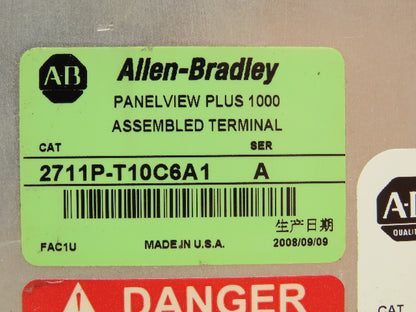 AB Allen-Bradley
PANELVIEW PLUS 1000
ASSEMBLED TERMINAL
CAT SER
2711P-T10C6A1 A
生产日期
FAC1U MADE IN U.S.A. 2008/09/09
DANGER
CAT